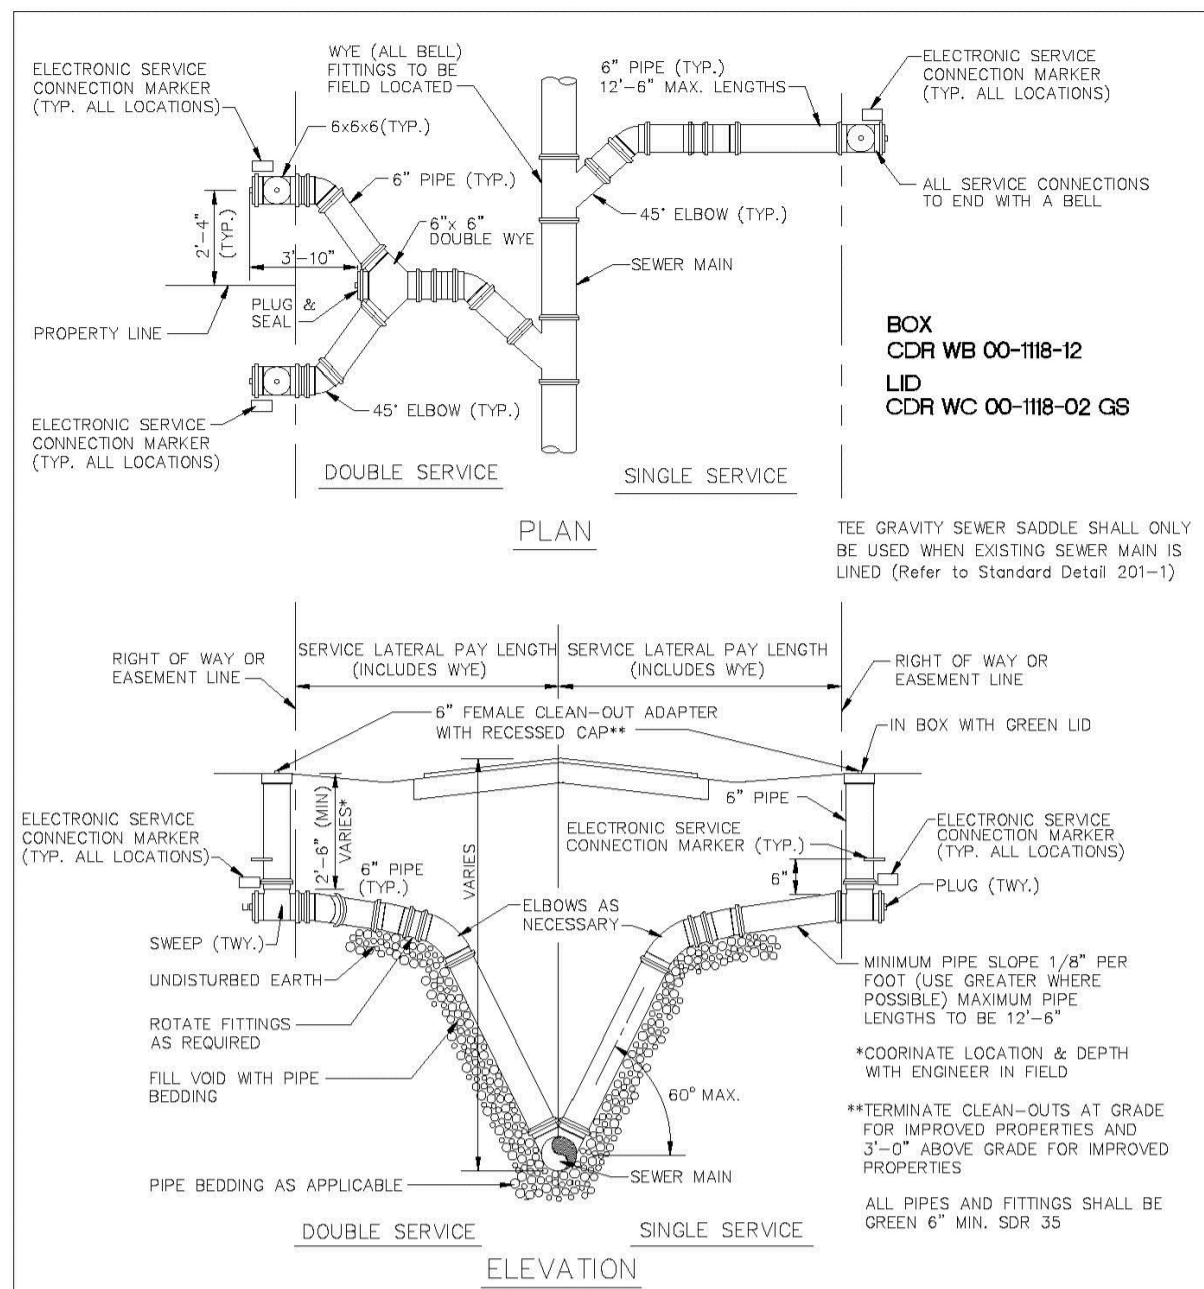 ELECTRONIC SERVICE
CONNECTION MARKER
(TYP. ALL LOCATIONS)
6x6x6(TYP.)
WYE (ALL BELL)
FITTINGS TO BE
FIELD LOCATED
6" PIPE (TYP.)
12'-6" MAX. LENGTHS
ELECTRONIC SERVICE
CONNECTION MARKER
(TYP. ALL LOCATIONS)
6" PIPE (TYP.)
ALL SERVICE CONNECTIONS
TO END WITH A BELL
2'-4"
(TYP.)
3'-10"
6"x 6"
DOUBLE WYE
45° ELBOW (TYP.)
SEWER MAIN
PLUG &
SEAL
PROPERTY LINE
BOX
CDR WB 00-1118-12
LID
CDR WC 00-1118-02 GS
45° ELBOW (TYP.)
ELECTRONIC SERVICE
CONNECTION MARKER
(TYP. ALL LOCATIONS)
DOUBLE SERVICE
SINGLE SERVICE
PLAN
TEE GRAVITY SEWER SADDLE SHALL ONLY
BE USED WHEN EXISTING SEWER MAIN IS
LINED (Refer to Standard Detail 201-1)
RIGHT OF WAY OR
EASEMENT LINE
SERVICE LATERAL PAY LENGTH
(INCLUDES WYE)
SERVICE LATERAL PAY LENGTH
(INCLUDES WYE)
RIGHT OF WAY OR
EASEMENT LINE
6" FEMALE CLEAN-OUT ADAPTER
WITH RECESSED CAP**
IN BOX WITH GREEN LID
2'-6" (MIN)
VARIES*
VARIES
6" PIPE
ELECTRONIC SERVICE
CONNECTION MARKER
(TYP. ALL LOCATIONS)
ELECTRONIC SERVICE
CONNECTION MARKER (TYP.)
ELECTRONIC SERVICE
CONNECTION MARKER
(TYP. ALL LOCATIONS)
6" PIPE
(TYP.)
6"
PLUG (TWY.)
ELBOWS AS
NECESSARY
SWEEP (TWY.)
UNDISTURBED EARTH
MINIMUM PIPE SLOPE 1/8" PER
FOOT (USE GREATER WHERE
POSSIBLE) MAXIMUM PIPE
LENGTHS TO BE 12'-6"
ROTATE FITTINGS
AS REQUIRED
*COORINATE LOCATION & DEPTH
WITH ENGINEER IN FIELD
FILL VOID WITH PIPE
BEDDING
60° MAX.
**TERMINATE CLEAN-OUTS AT GRADE
FOR IMPROVED PROPERTIES AND
3'-0" ABOVE GRADE FOR IMPROVED
PROPERTIES
SEWER MAIN
PIPE BEDDING AS APPLICABLE
ALL PIPES AND FITTINGS SHALL BE
GREEN 6" MIN. SDR 35
DOUBLE SERVICE
SINGLE SERVICE
ELEVATION